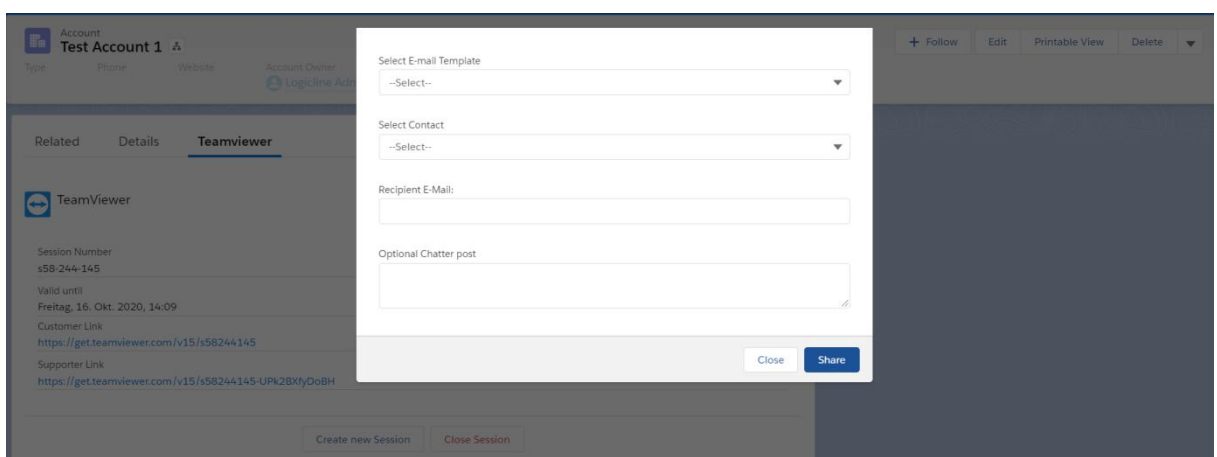 Account
Test Account 1
+ Follow
Edit
Printable View
Delete
Type
Phone
Website
Account Owner
Logicline Adm
Select E-mail Template
--Select--
Select Contact
--Select--
Recipient E-Mail:
Optional Chatter post
Close
Share
Related
Details
Teamviewer
TeamViewer
Session Number
s58-244-145
Valid until
Freitag, 16. Okt. 2020, 14:09
Customer Link
https://get.teamviewer.com/v15/s58244145
Supporter Link
https://get.teamviewer.com/v15/s58244145-UPk2BXfyDoBH
Create new Session
Close Session